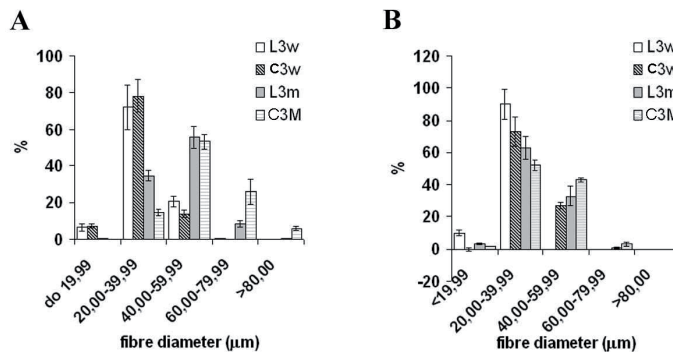 A
L3w
c3w
L3m
C3M
100
80
60
40
20
0
%
do 19,99
20,00-39,99
40,00-59,99
60,00-79,99
>80,00
fibre diameter (µm)
B
L3w
c3w
L3m
C3M
120
100
80
60
40
20
0
-20
%
<19,99
20,00-39,99
40,00-59,99
60,00-79,99
>80,00
fibre diameter (µm)